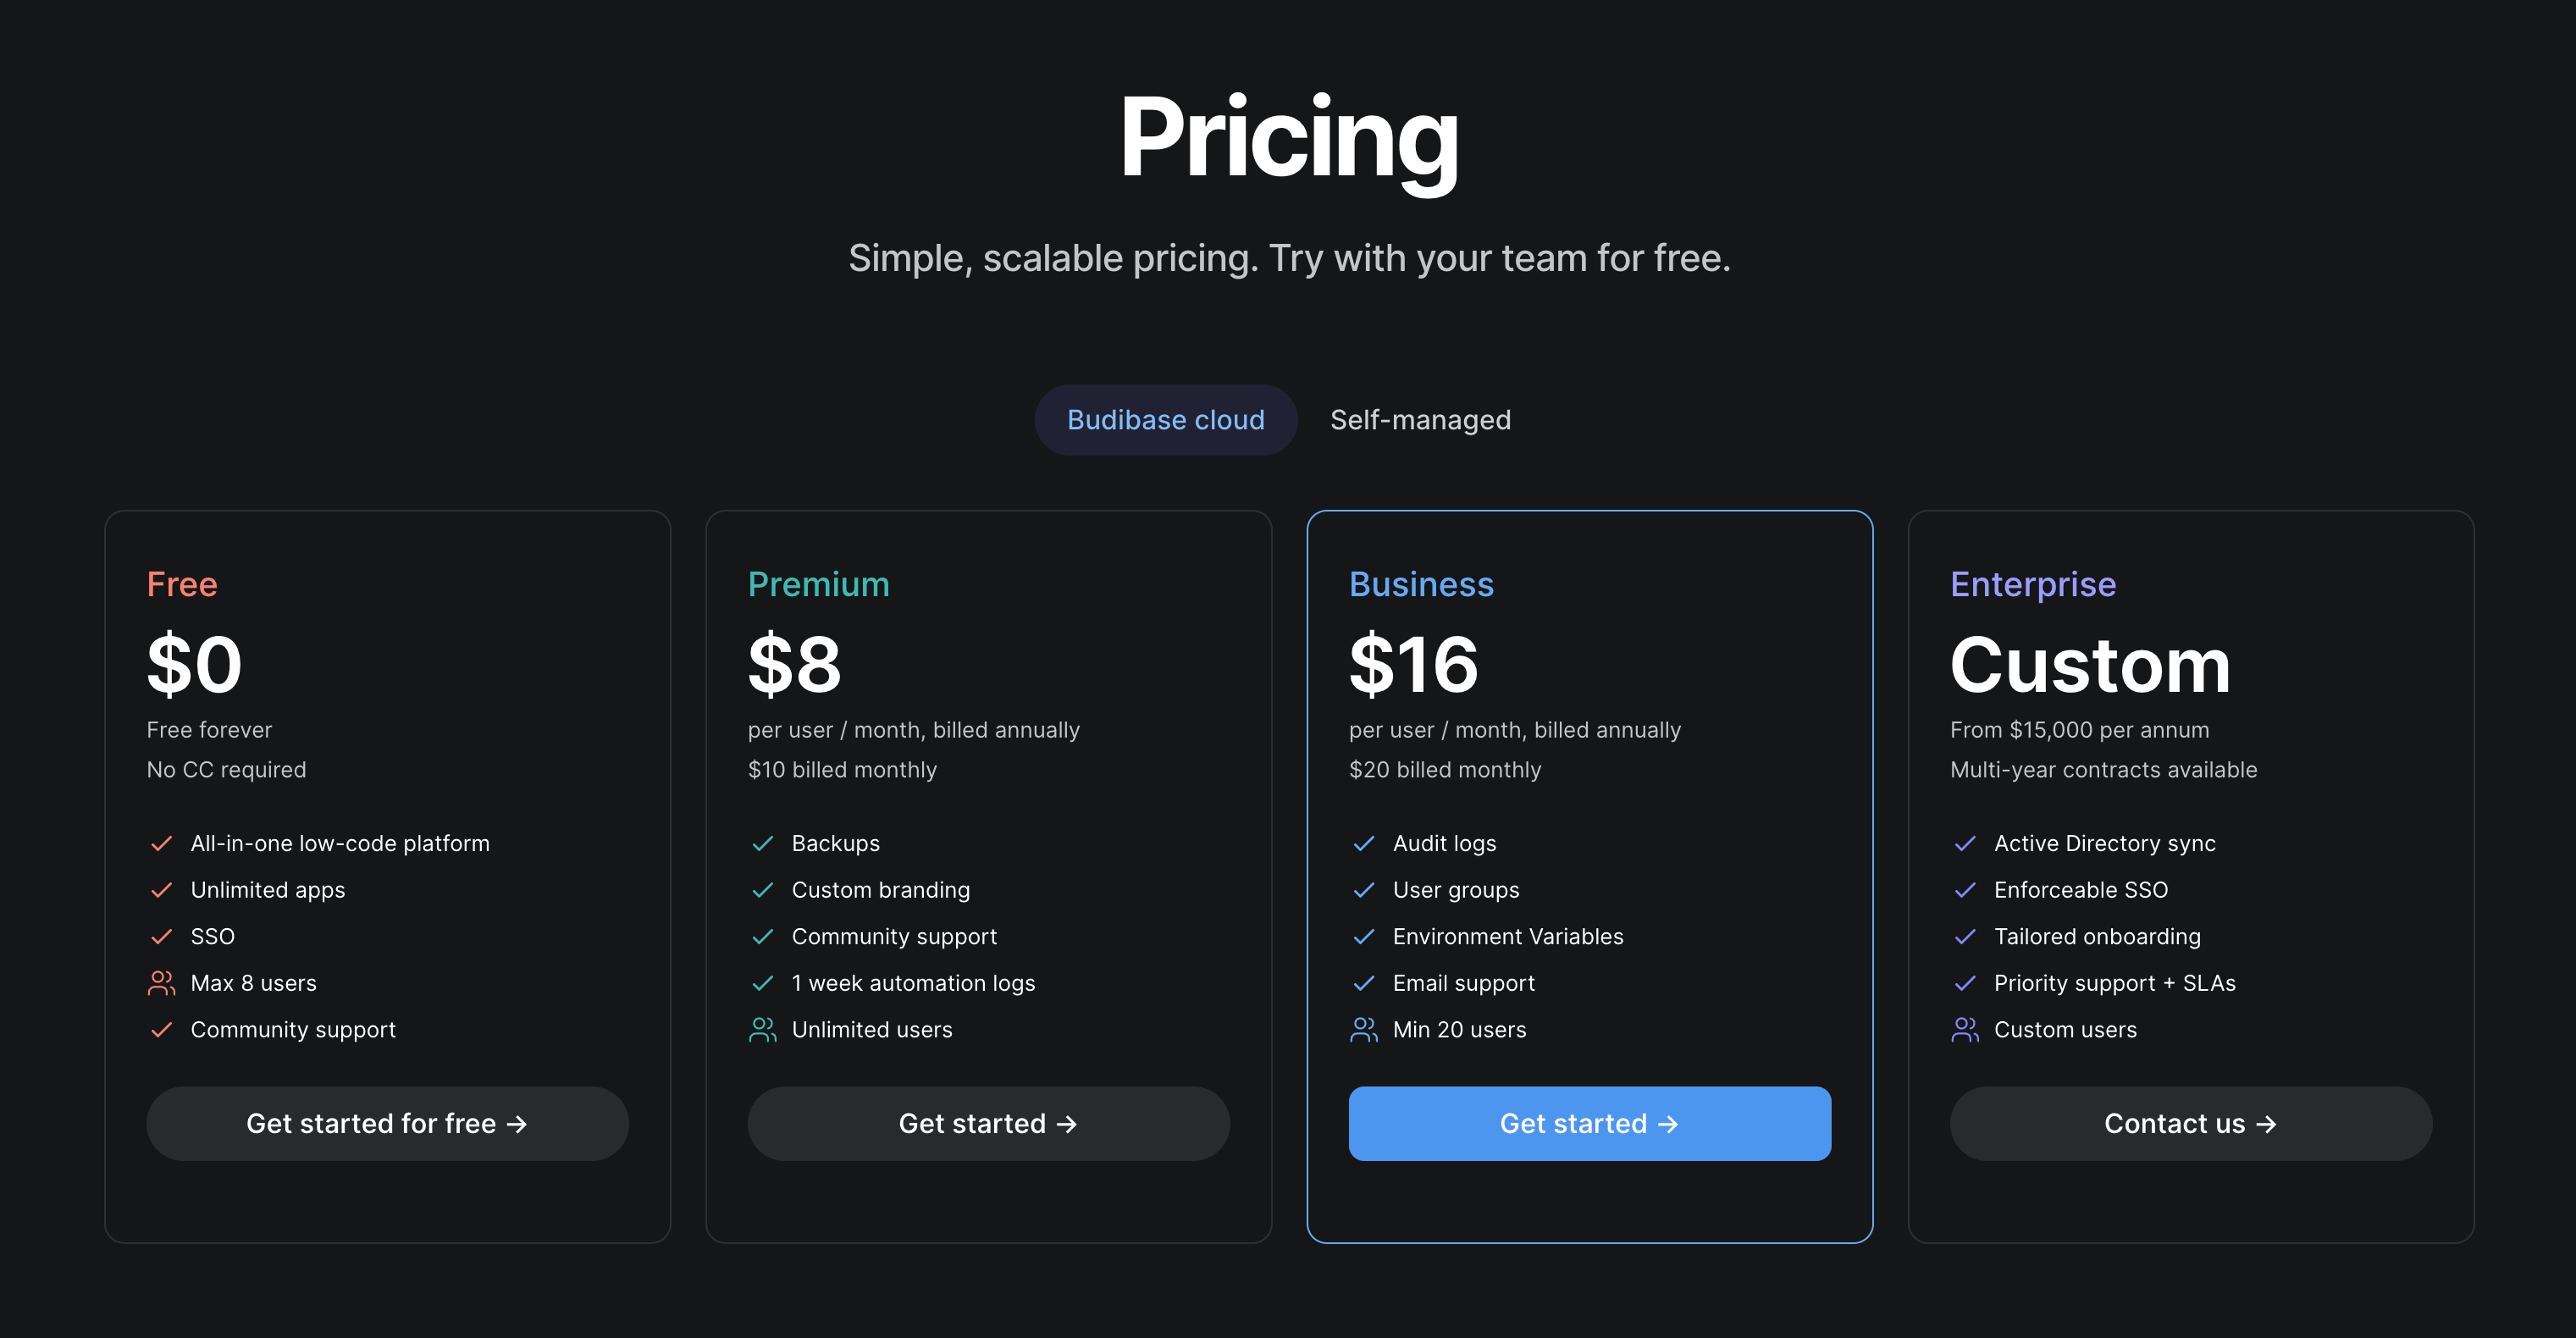 Pricing
Simple, scalable pricing. Try with your team for free.
Budibase cloud
Self-managed
Free
$0
Free forever
No CC required
All-in-one low-code platform
Unlimited apps
SSO
Max 8 users
Community support
Get started for free →
Premium
$8
per user / month, billed annually
$10 billed monthly
Backups
Custom branding
Community support
1 week automation logs
Unlimited users
Get started →
Business
$16
per user / month, billed annually
$20 billed monthly
Audit logs
User groups
Environment Variables
Email support
Min 20 users
Get started →
Enterprise
Custom
From $15,000 per annum
Multi-year contracts available
Active Directory sync
Enforceable SSO
Tailored onboarding
Priority support + SLAs
Custom users
Contact us →